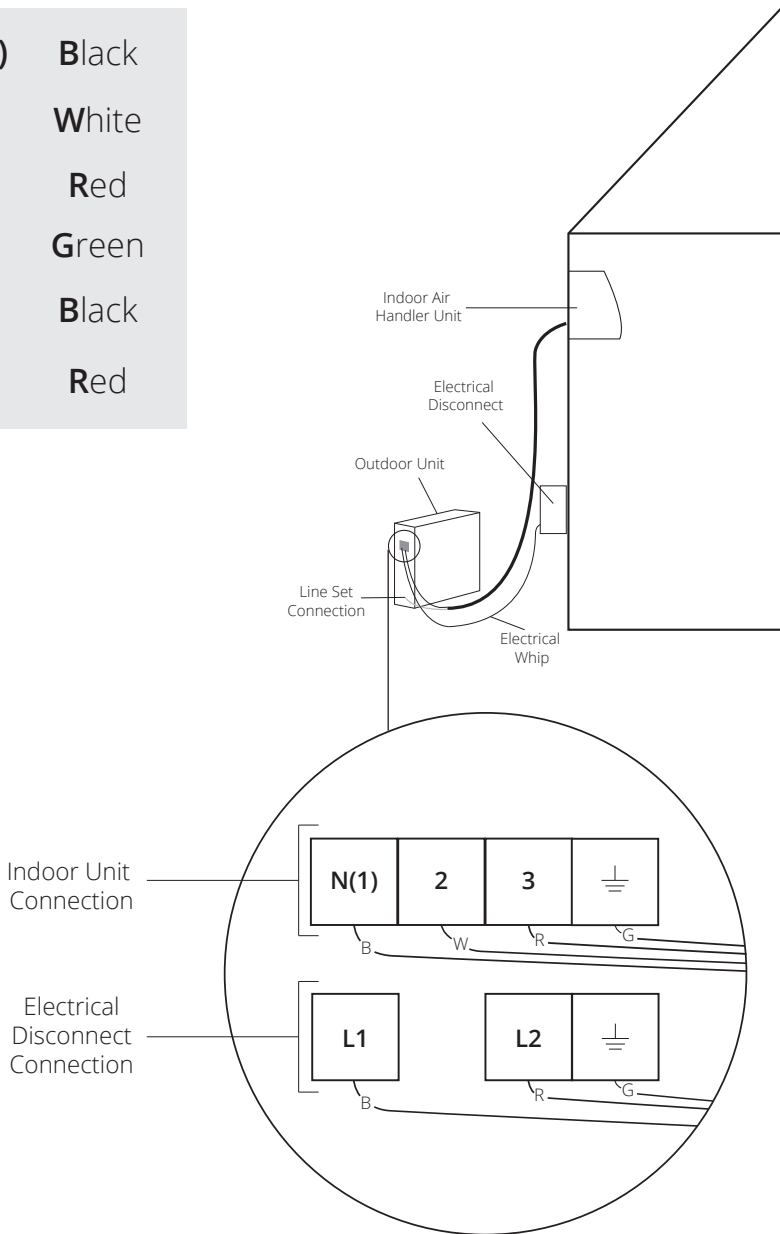 ) Black
White
Red
Green
Black
Red
Indoor Air
Handler Unit
Electrical
Disconnect
Outdoor Unit
Line Set
Connection
Electrical
Whip
Indoor Unit
Connection
N(1) 2 3
B W R G
Electrical
Disconnect
Connection
L1 L2
B R G